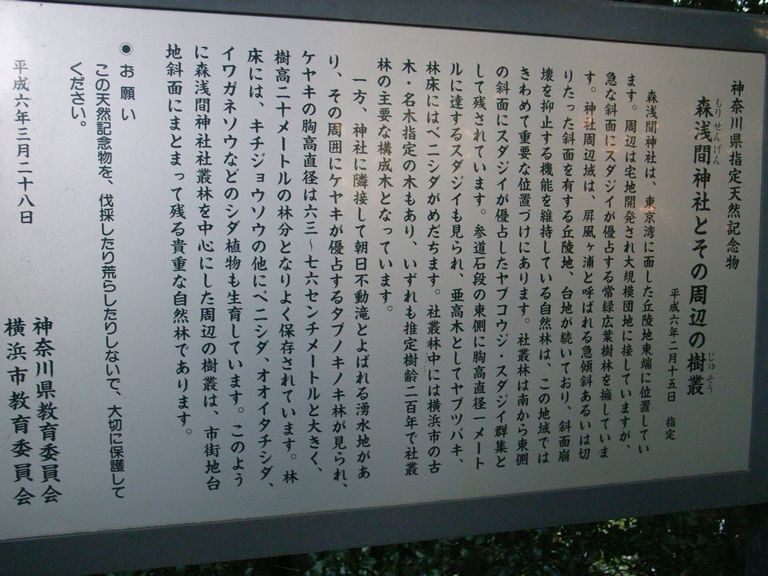 神奈川県指定天然記念物
森浅間神社とその周辺の樹叢
もりせんげん
じゅそう
平成六年二月十五日 指定
森浅間神社は、東京湾に面した丘陵地東端に位置してい
ます。周辺は宅地開発され大規模団地に接していますが、
急な斜面にスダジイが優占する常緑広葉樹林を擁していま
す。神社周辺域は、屏風ヶ浦と呼ばれる急傾斜あるいは切
りたった斜面を有する丘陵地、台地が続いており、斜面崩
壊を抑止する機能を維持している自然林は、この地域では
きわめて重要な位置づけにあります。社叢林は南から東側
の斜面にスダジイが優占したヤブコウジ・スダジイ群集と
して残されています。参道石段の東側に胸高直径一メート
ルに達するスダジイも見られ、亜高木としてヤブツバキ、
林床にはベニシダがめだちます。社叢林中には横浜市の古
木・名木指定の木もあり、いずれも推定樹齢二百年で社叢
林の主要な構成木となっています。
一方、神社に隣接して朝日不動滝とよばれる湧水地があ
り、その周囲にケヤキが優占するタブノキノキ林が見られ、
ケヤキの胸高直径は六三～七六センチメートルと大きく、
樹高二十メートルの林分となりよく保存されています。林
床には、キチジョウソウの他にベニシダ、オオイタチシダ、
イワガネソウなどのシダ植物も生育しています。このよう
に森浅間神社社叢林を中心にした周辺の樹叢は、市街地台
地斜面にまとまって残る貴重な自然林であります。
◉ お願い
この天然記念物を、伐採したり荒らしたりしないで、大切に保護して
ください。
平成六年三月二十八日
神奈川県教育委員会
横浜市教育委員会